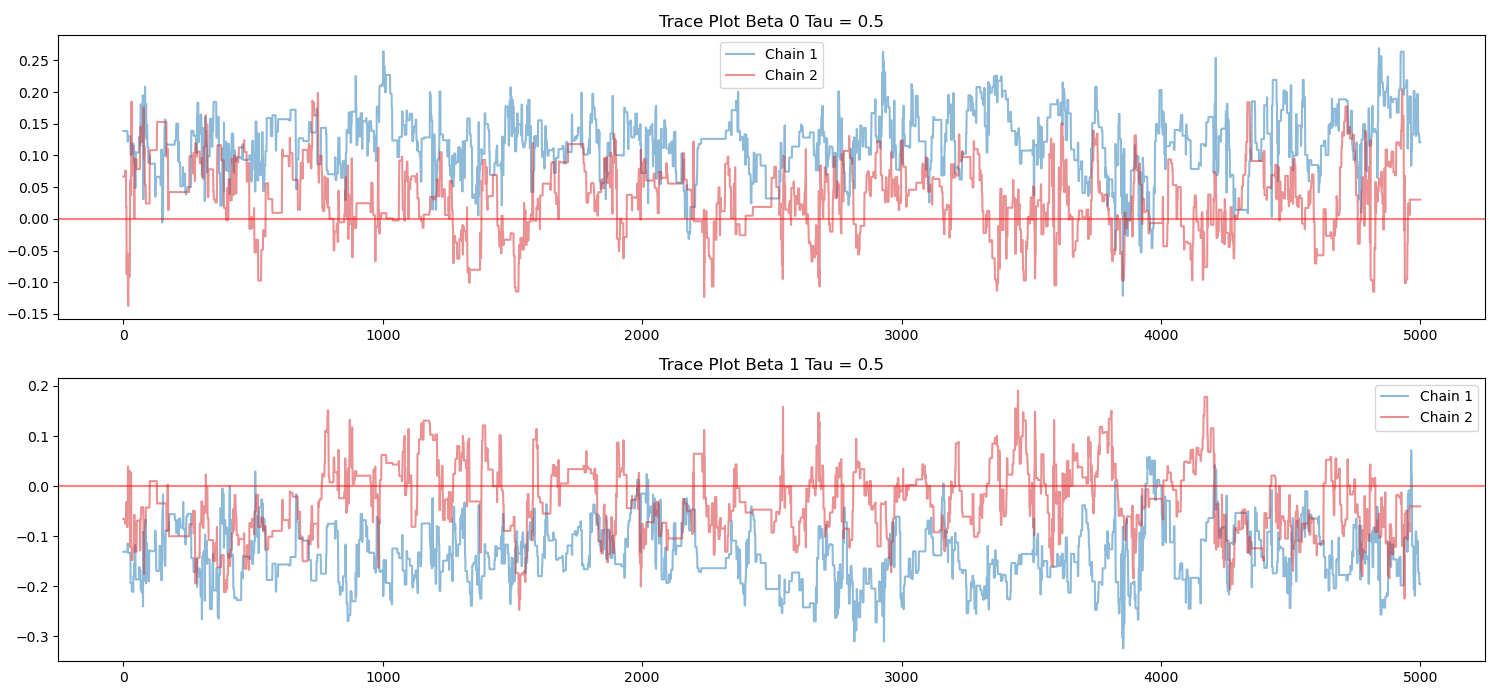 Trace Plot Beta 0 Tau = 0.5
Chain 1
Chain 2
0.25
0.20
0.15
0.10
0.05
0.00
−0.05
−0.10
−0.15
0 1000 2000 3000 4000 5000
Trace Plot Beta 1 Tau = 0.5
Chain 1
Chain 2
0.2
0.1
0.0
−0.1
−0.2
−0.3
0 1000 2000 3000 4000 5000